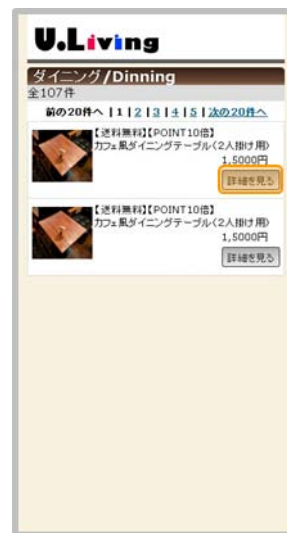 U.Living
ダイニング/Dinning
全107件
前の20件へ | 1 | 2 | 3 | 4 | 5 | 次の20件へ
【送料無料】【POINT10倍】
カフェ風ダイニングテーブル〈2人掛け用〉
1,5000円
詳細を見る
【送料無料】【POINT10倍】
カフェ風ダイニングテーブル〈2人掛け用〉
1,5000円
詳細を見る